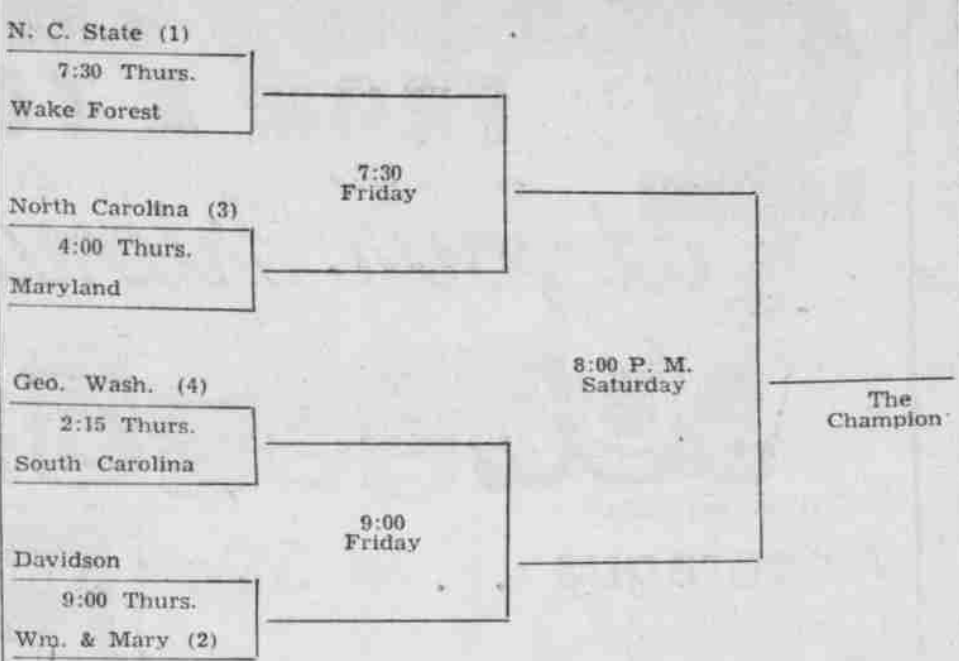 N. C. State (1)
7:30 Thurs.
Wake Forest
North Carolina (3)
4:00 Thurs.
Maryland
7:30
Friday
Geo. Wash. (4)
2:15 Thurs.
South Carolina
Davidson
9:00 Thurs.
Wm. & Mary (2)
9:00
Friday
8:00 P. M.
Saturday
The
Champion